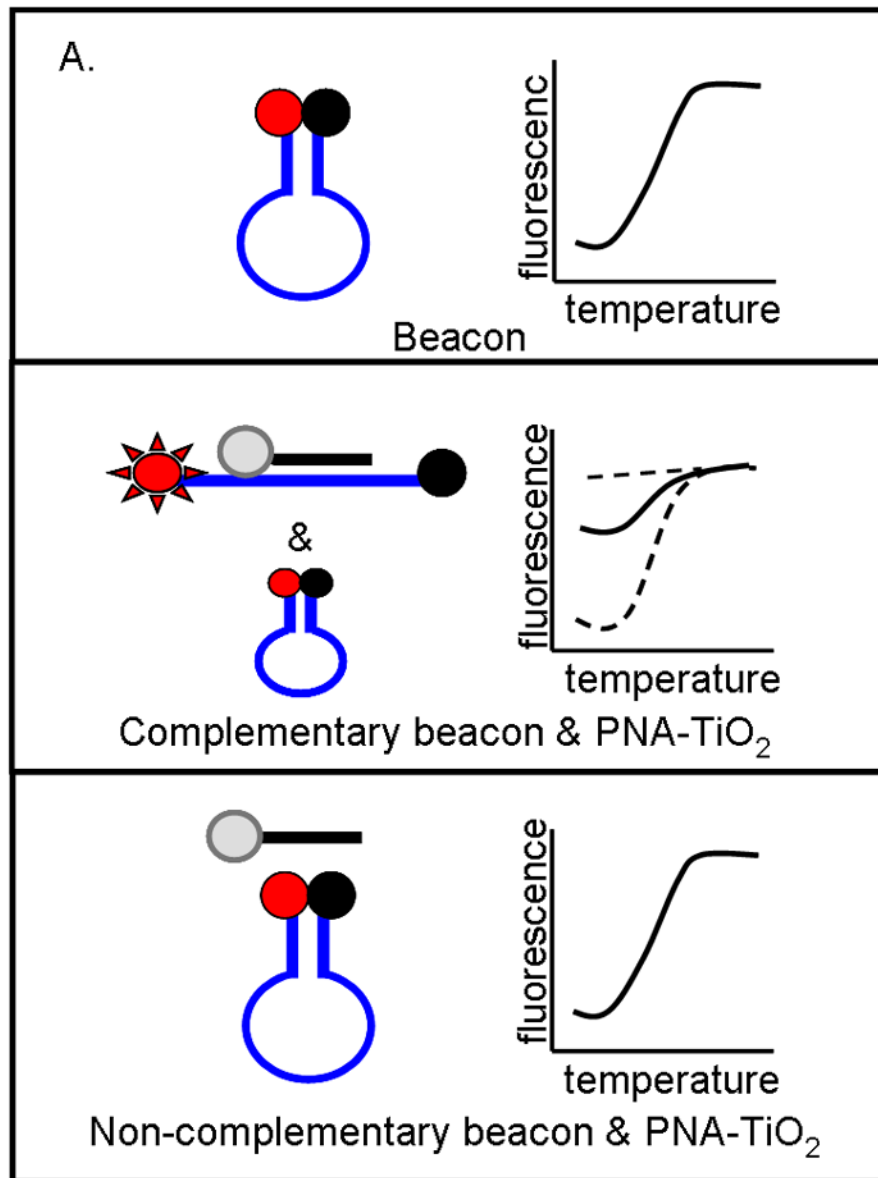 A.
fluorescenc
temperature
Beacon
&
fluorescence
temperature
Complementary beacon & PNA-TiO₂
fluorescence
temperature
Non-complementary beacon & PNA-TiO₂